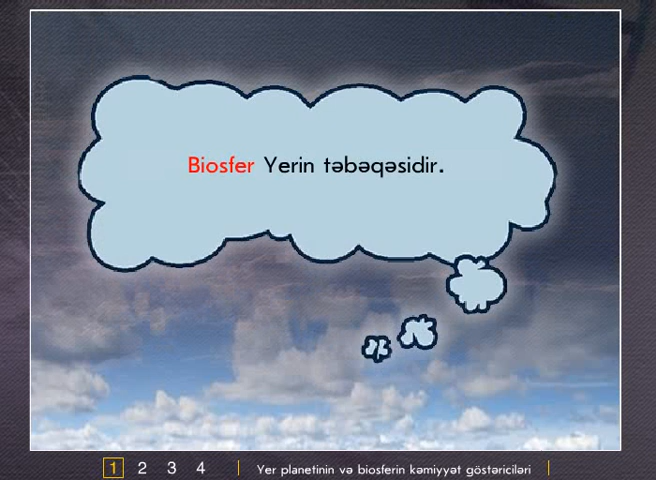 Biosfer Yerin təbəqəsidir.
1 2 3 4 Yer planetinin və biosferin kəmiyyət göstəriciləri